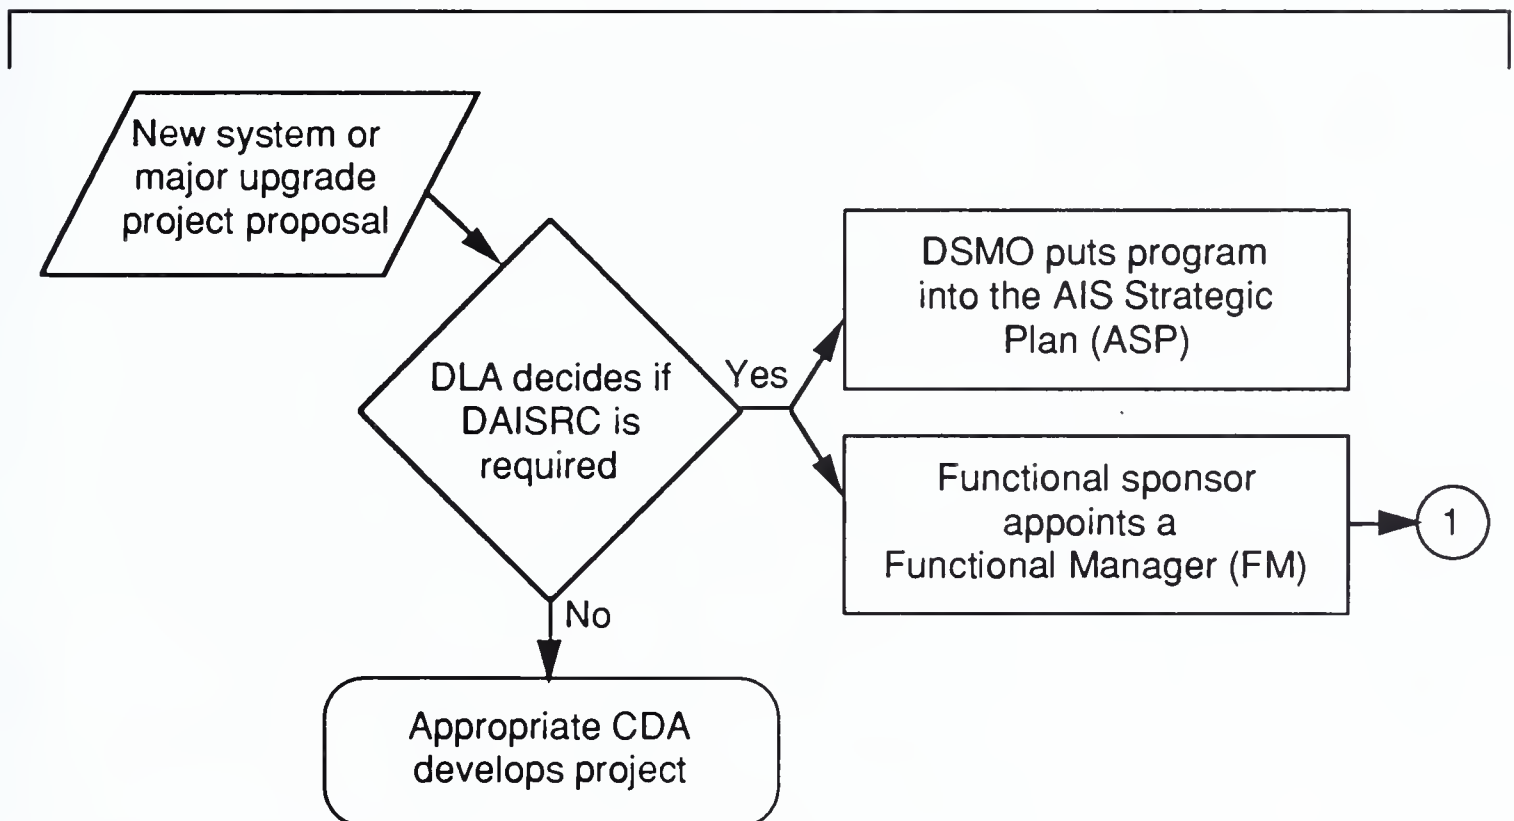 New system or
major upgrade
project proposal
DLA decides if
DAISRC is
required
Yes
DSMO puts program
into the AIS Strategic
Plan (ASP)
Functional sponsor
appoints a
Functional Manager (FM)
1
No
Appropriate CDA
develops project